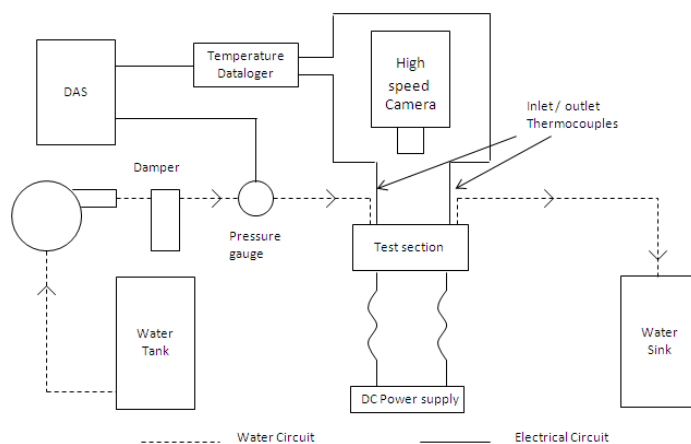 Temperature
Dataloger
High
speed
Camera
DAS
Inlet/ outlet
Thermocouples
Damper
Pressure
gauge
Test section
Water
Tank
Water
Sink
DC Power supply
Water Circuit
Electrical Circuit